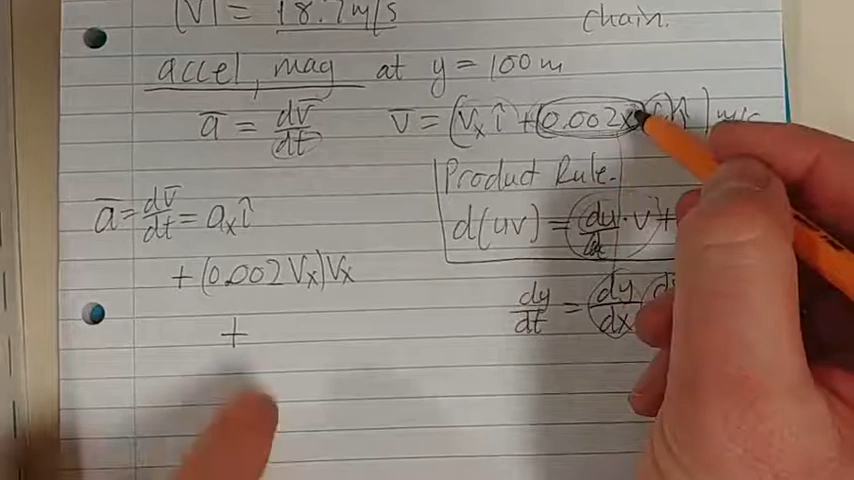 |V| = 18.7 m/s
chain.
accel, mag at y = 100 m
a̅ = dv̅/dt v̅ = (Vₓ î + (0.002x
Product Rule.
a̅ = dv̅/dt = aₓ î
d(uv) = du/dx · v +
+ (0.002 Vₓ) Vₓ
dy/dt = dy/dx
+